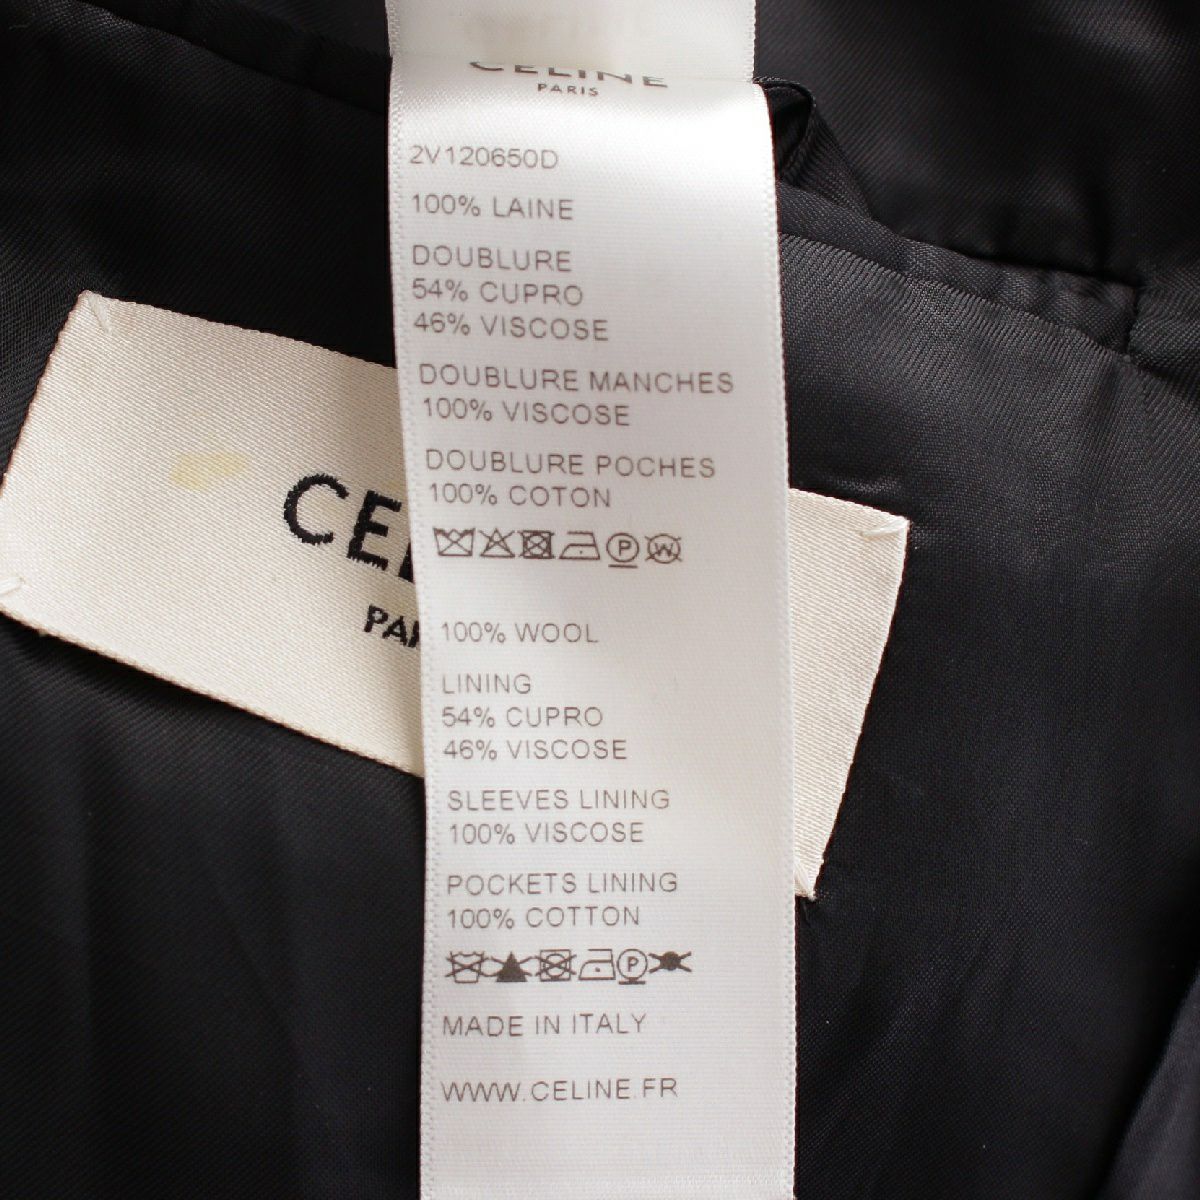 CELINE
PARIS
2V120650D
100% LAINE
DOUBLURE
54% CUPRO
46% VISCOSE
DOUBLURE MANCHES
100% VISCOSE
DOUBLURE POCHES
100% COTON
P W
100% WOOL
LINING
54% CUPRO
46% VISCOSE
SLEEVES LINING
100% VISCOSE
POCKETS LINING
100% COTTON
P
MADE IN ITALY
WWW.CELINE.FR
CEL
PAR